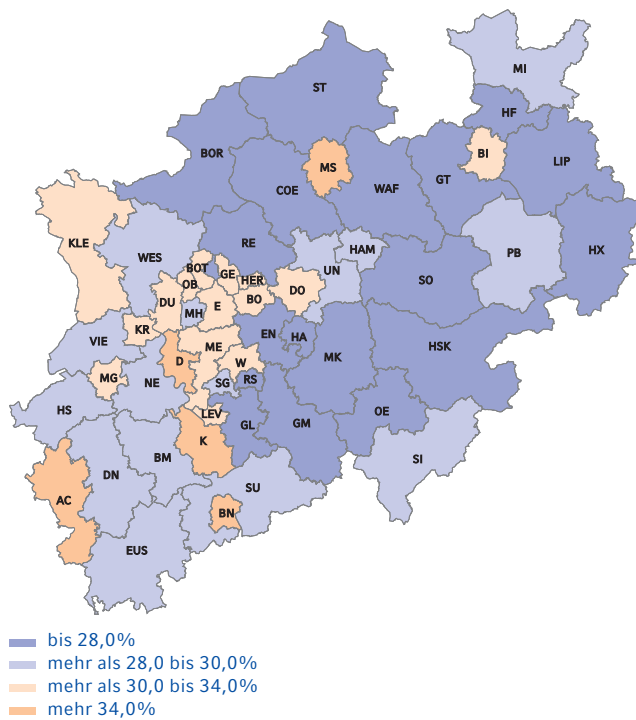 MI
ST
HF
BI
BOR
MS
LIP
GT
COE
WAF
KLE
RE
HAM
WES
PB
HX
UN
BOT
GE
SO
HER
OB
DU
E
BO
DO
MH
KR
EN
HA
VIE
ME
HSK
MK
D
W
MG
NE
SG
RS
HS
LEV
OE
GL
GM
K
BM
SI
DN
SU
AC
BN
EUS
bis 28,0%
mehr als 28,0 bis 30,0%
mehr als 30,0 bis 34,0%
mehr 34,0%